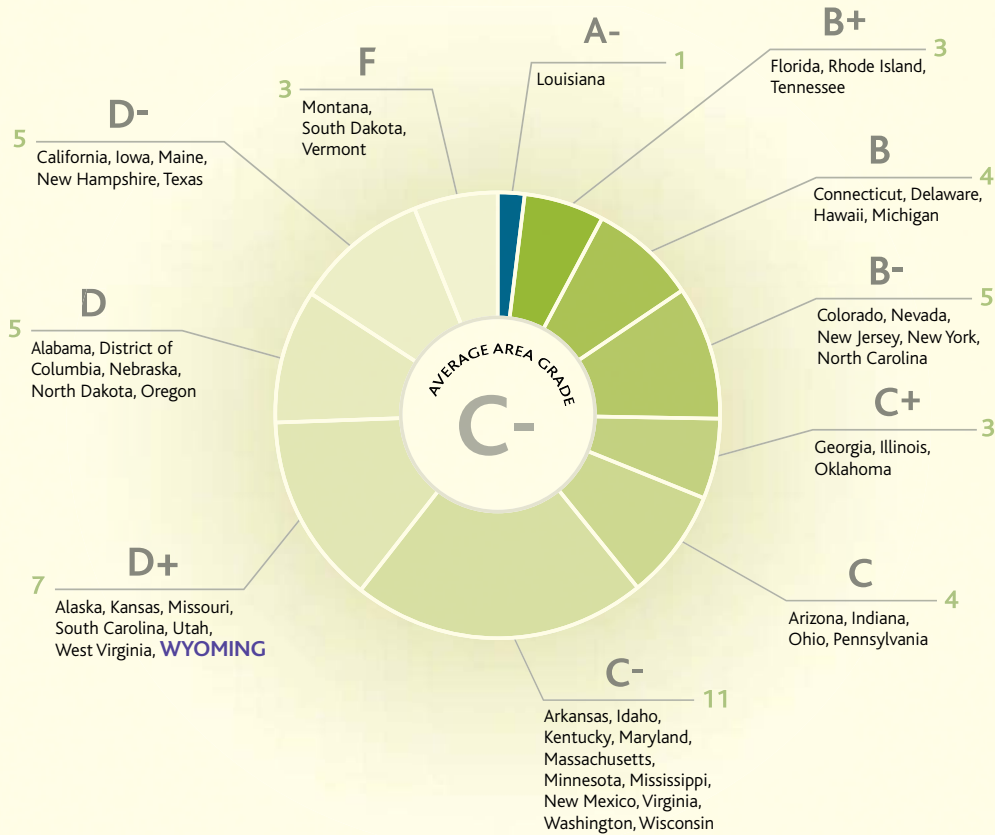 A-
1
Louisiana
B+
3
Florida, Rhode Island,
Tennessee
B
4
Connecticut, Delaware,
Hawaii, Michigan
B-
5
Colorado, Nevada,
New Jersey, New York,
North Carolina
C+
3
Georgia, Illinois,
Oklahoma
C
4
Arizona, Indiana,
Ohio, Pennsylvania
C-
11
Arkansas, Idaho,
Kentucky, Maryland,
Massachusetts,
Minnesota, Mississippi,
New Mexico, Virginia,
Washington, Wisconsin
D+
7
Alaska, Kansas, Missouri,
South Carolina, Utah,
West Virginia, WYOMING
D
5
Alabama, District of
Columbia, Nebraska,
North Dakota, Oregon
D-
5
California, Iowa, Maine,
New Hampshire, Texas
F
3
Montana,
South Dakota,
Vermont
AVERAGE AREA GRADE
C-